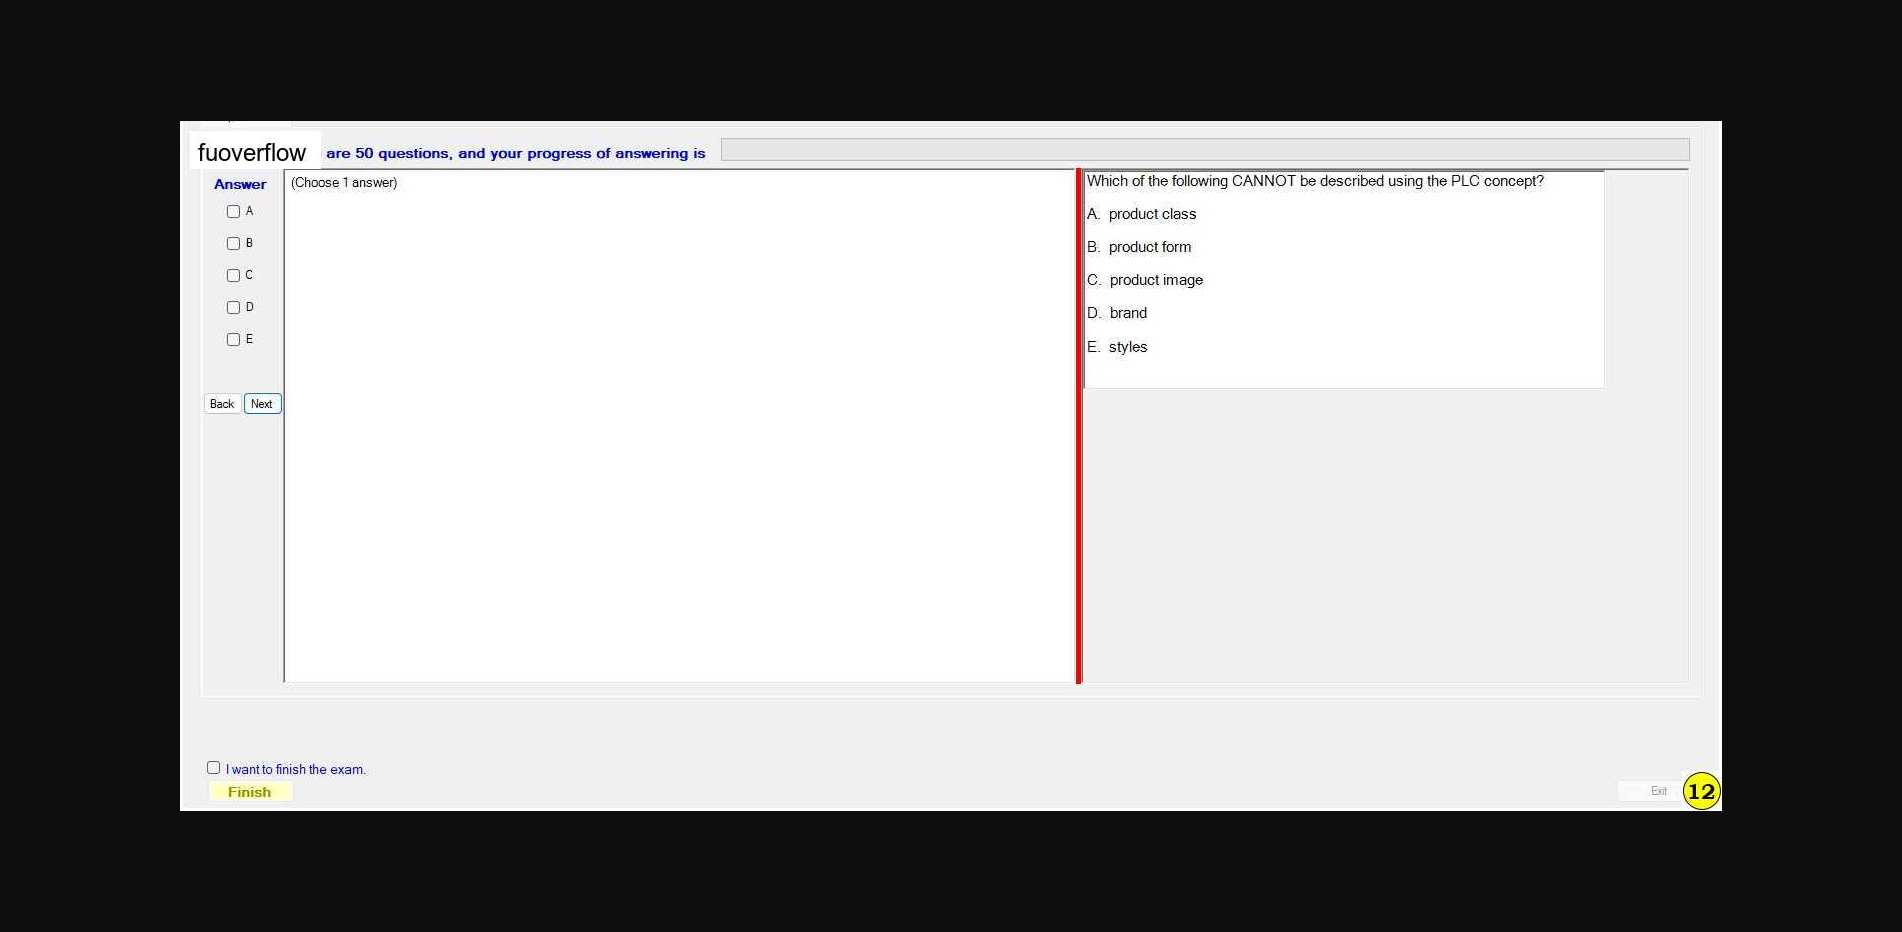 fuoverflow are 50 questions, and your progress of answering is
Answer
(Choose 1 answer)
A
B
C
D
E
Back Next
Which of the following CANNOT be described using the PLC concept?
A. product class
B. product form
C. product image
D. brand
E. styles
I want to finish the exam.
Finish
Exit
12